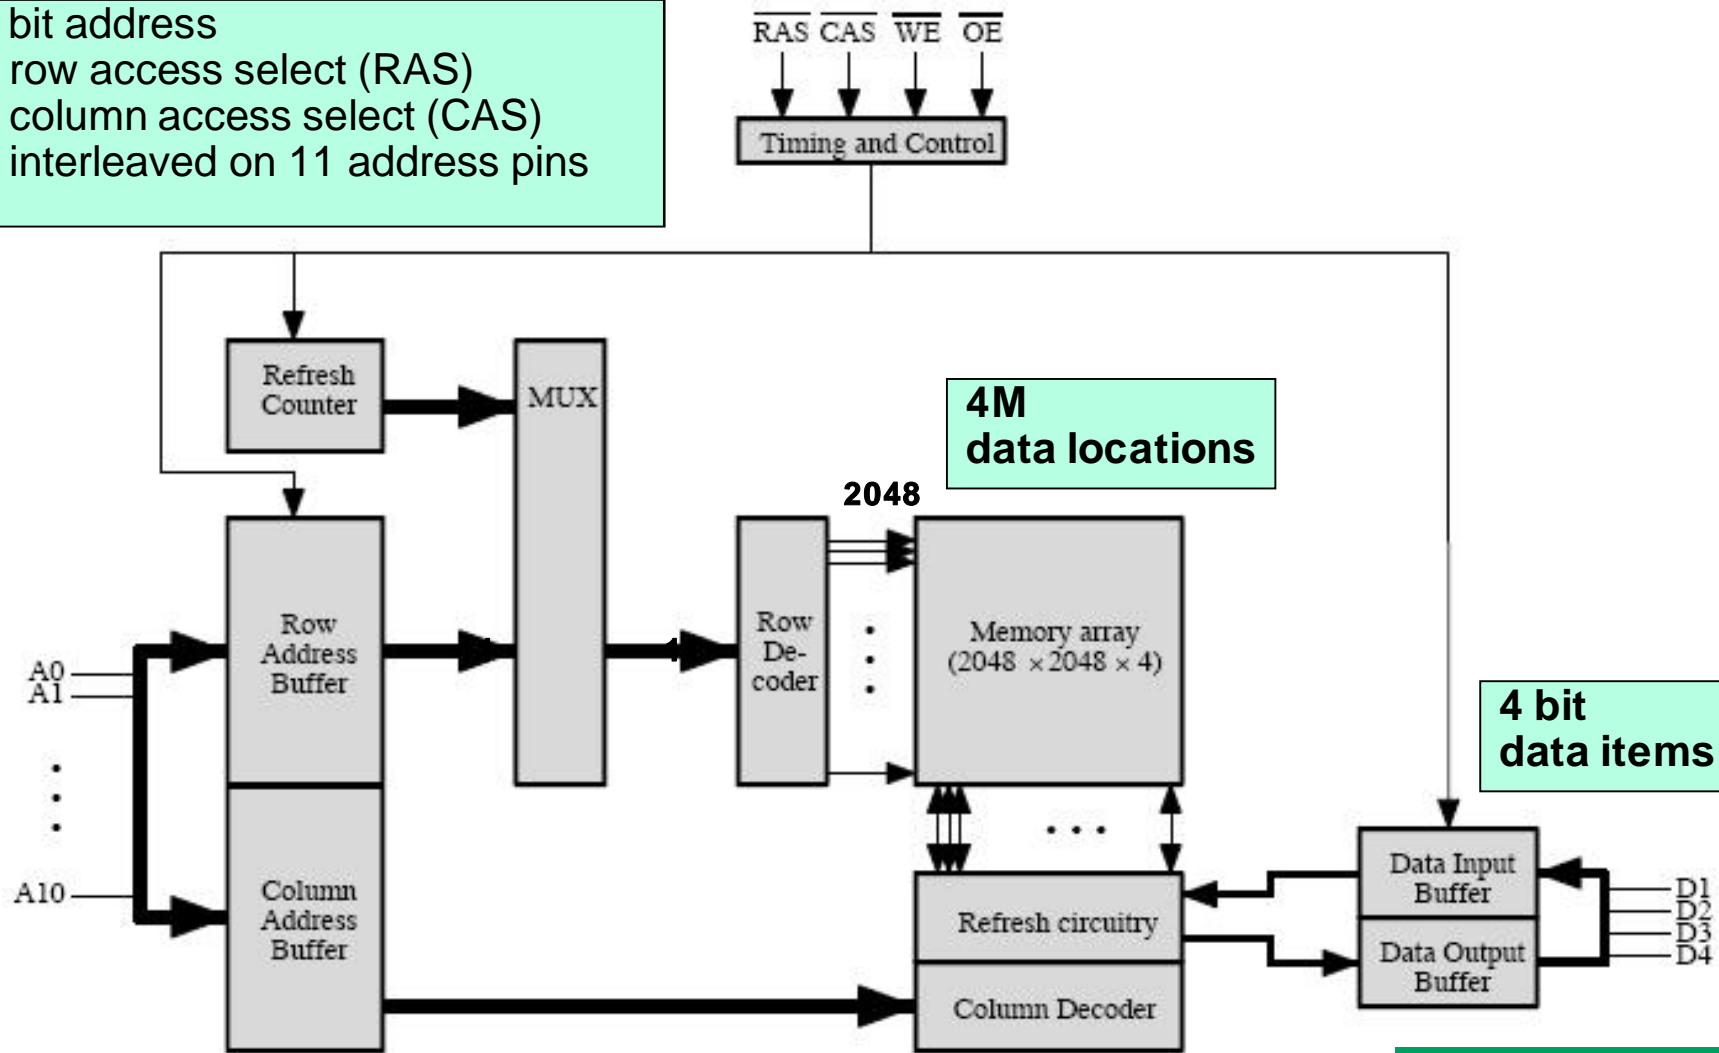 bit address
row access select (RAS)
column access select (CAS)
interleaved on 11 address pins
RAS CAS WE OE
Timing and Control
Refresh
Counter
MUX
4M
data locations
2048
Row
Address
Buffer
Row
De-
coder
Memory array
(2048 × 2048 × 4)
A0
A1
A10
4 bit
data items
Column
Address
Buffer
Refresh circuitry
Column Decoder
Data Input
Buffer
Data Output
Buffer
D1
D2
D3
D4